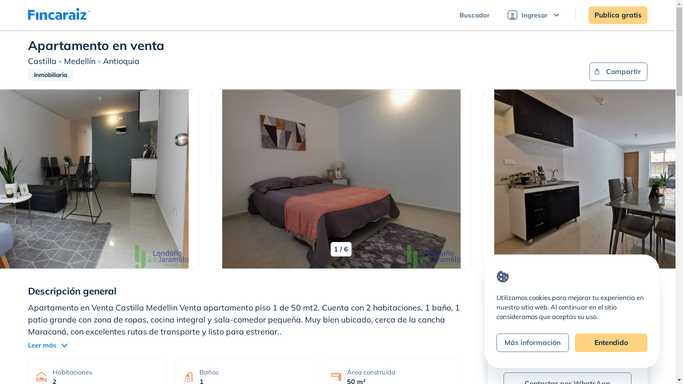 Fincaraiz
Buscador
Ingresar
Publica gratis
Apartamento en venta
Castilla - Medellín - Antioquia
Inmobiliaria
Compartir
Londoño
Jaramillo
1 / 6
Londoño
Jaramillo
Descripción general
Apartamento en Venta Castilla Medellin Venta apartamento piso 1 de 50 mt2. Cuenta con 2 habitaciones, 1 baño, 1
patio grande con zona de ropas, cocina integral y sala-comedor pequeña. Muy bien ubicado, cerca de la cancha
Maracaná, con excelentes rutas de transporte y listo para estrenar..
Leer más
Habitaciones
2
Baños
1
Área construida
50 m²
Utilizamos cookies para mejorar tu experiencia en
nuestro sitio web. Al continuar en el sitio
consideramos que aceptas su uso.
Más información
Entendido
Contactar por WhatsApp